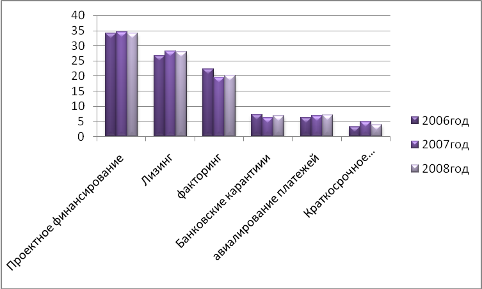 40
35
30
25
20
15
10
5
0
Проектное финансирование
Лизинг
факторинг
Банковские карантиии
авиалирование платежей
Краткосрочное...
2006год
2007год
2008год